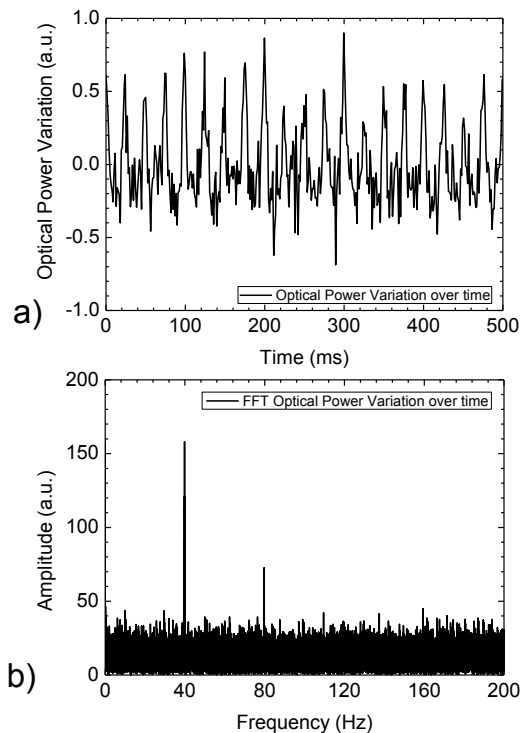 1.0
0.5
0.0
-0.5
-1.0
Optical Power Variation (a.u.)
Optical Power Variation over time
a)
0 100 200 300 400 500
Time (ms)
200
150
100
50
0
Amplitude (a.u.)
FFT Optical Power Variation over time
b)
0 40 80 120 160 200
Frequency (Hz)